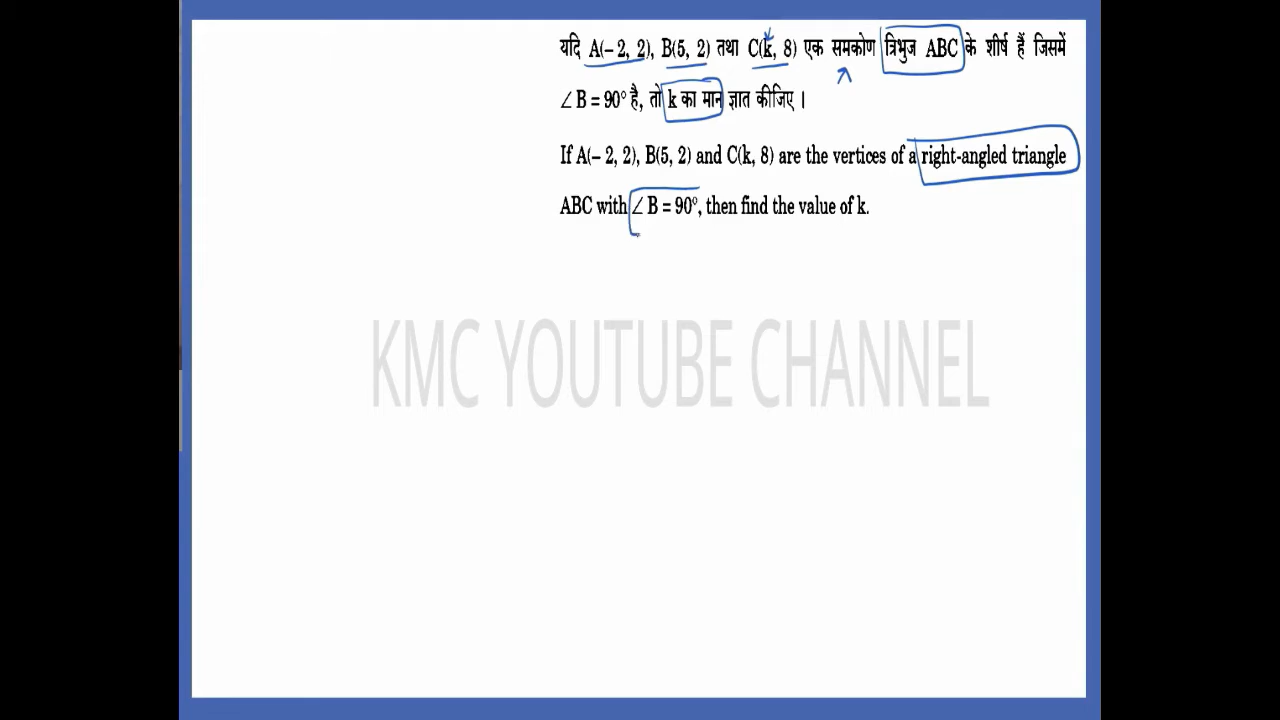 यदि A(– 2, 2), B(5, 2) तथा C(k, 8) एक समकोण त्रिभुज ABC के शीर्ष हैं जिसमें
∠ B = 90° है, तो k का मान ज्ञात कीजिए ।
If A(– 2, 2), B(5, 2) and C(k, 8) are the vertices of a right-angled triangle
ABC with ∠ B = 90°, then find the value of k.
KMC YOUTUBE CHANNEL